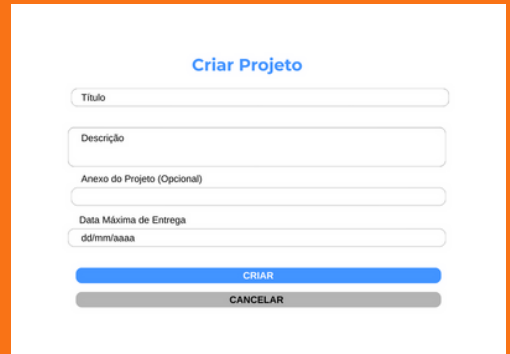 Criar Projeto
Título
Descrição
Anexo do Projeto (Opcional)
Data Máxima de Entrega
dd/mm/aaaa
CRIAR
CANCELAR